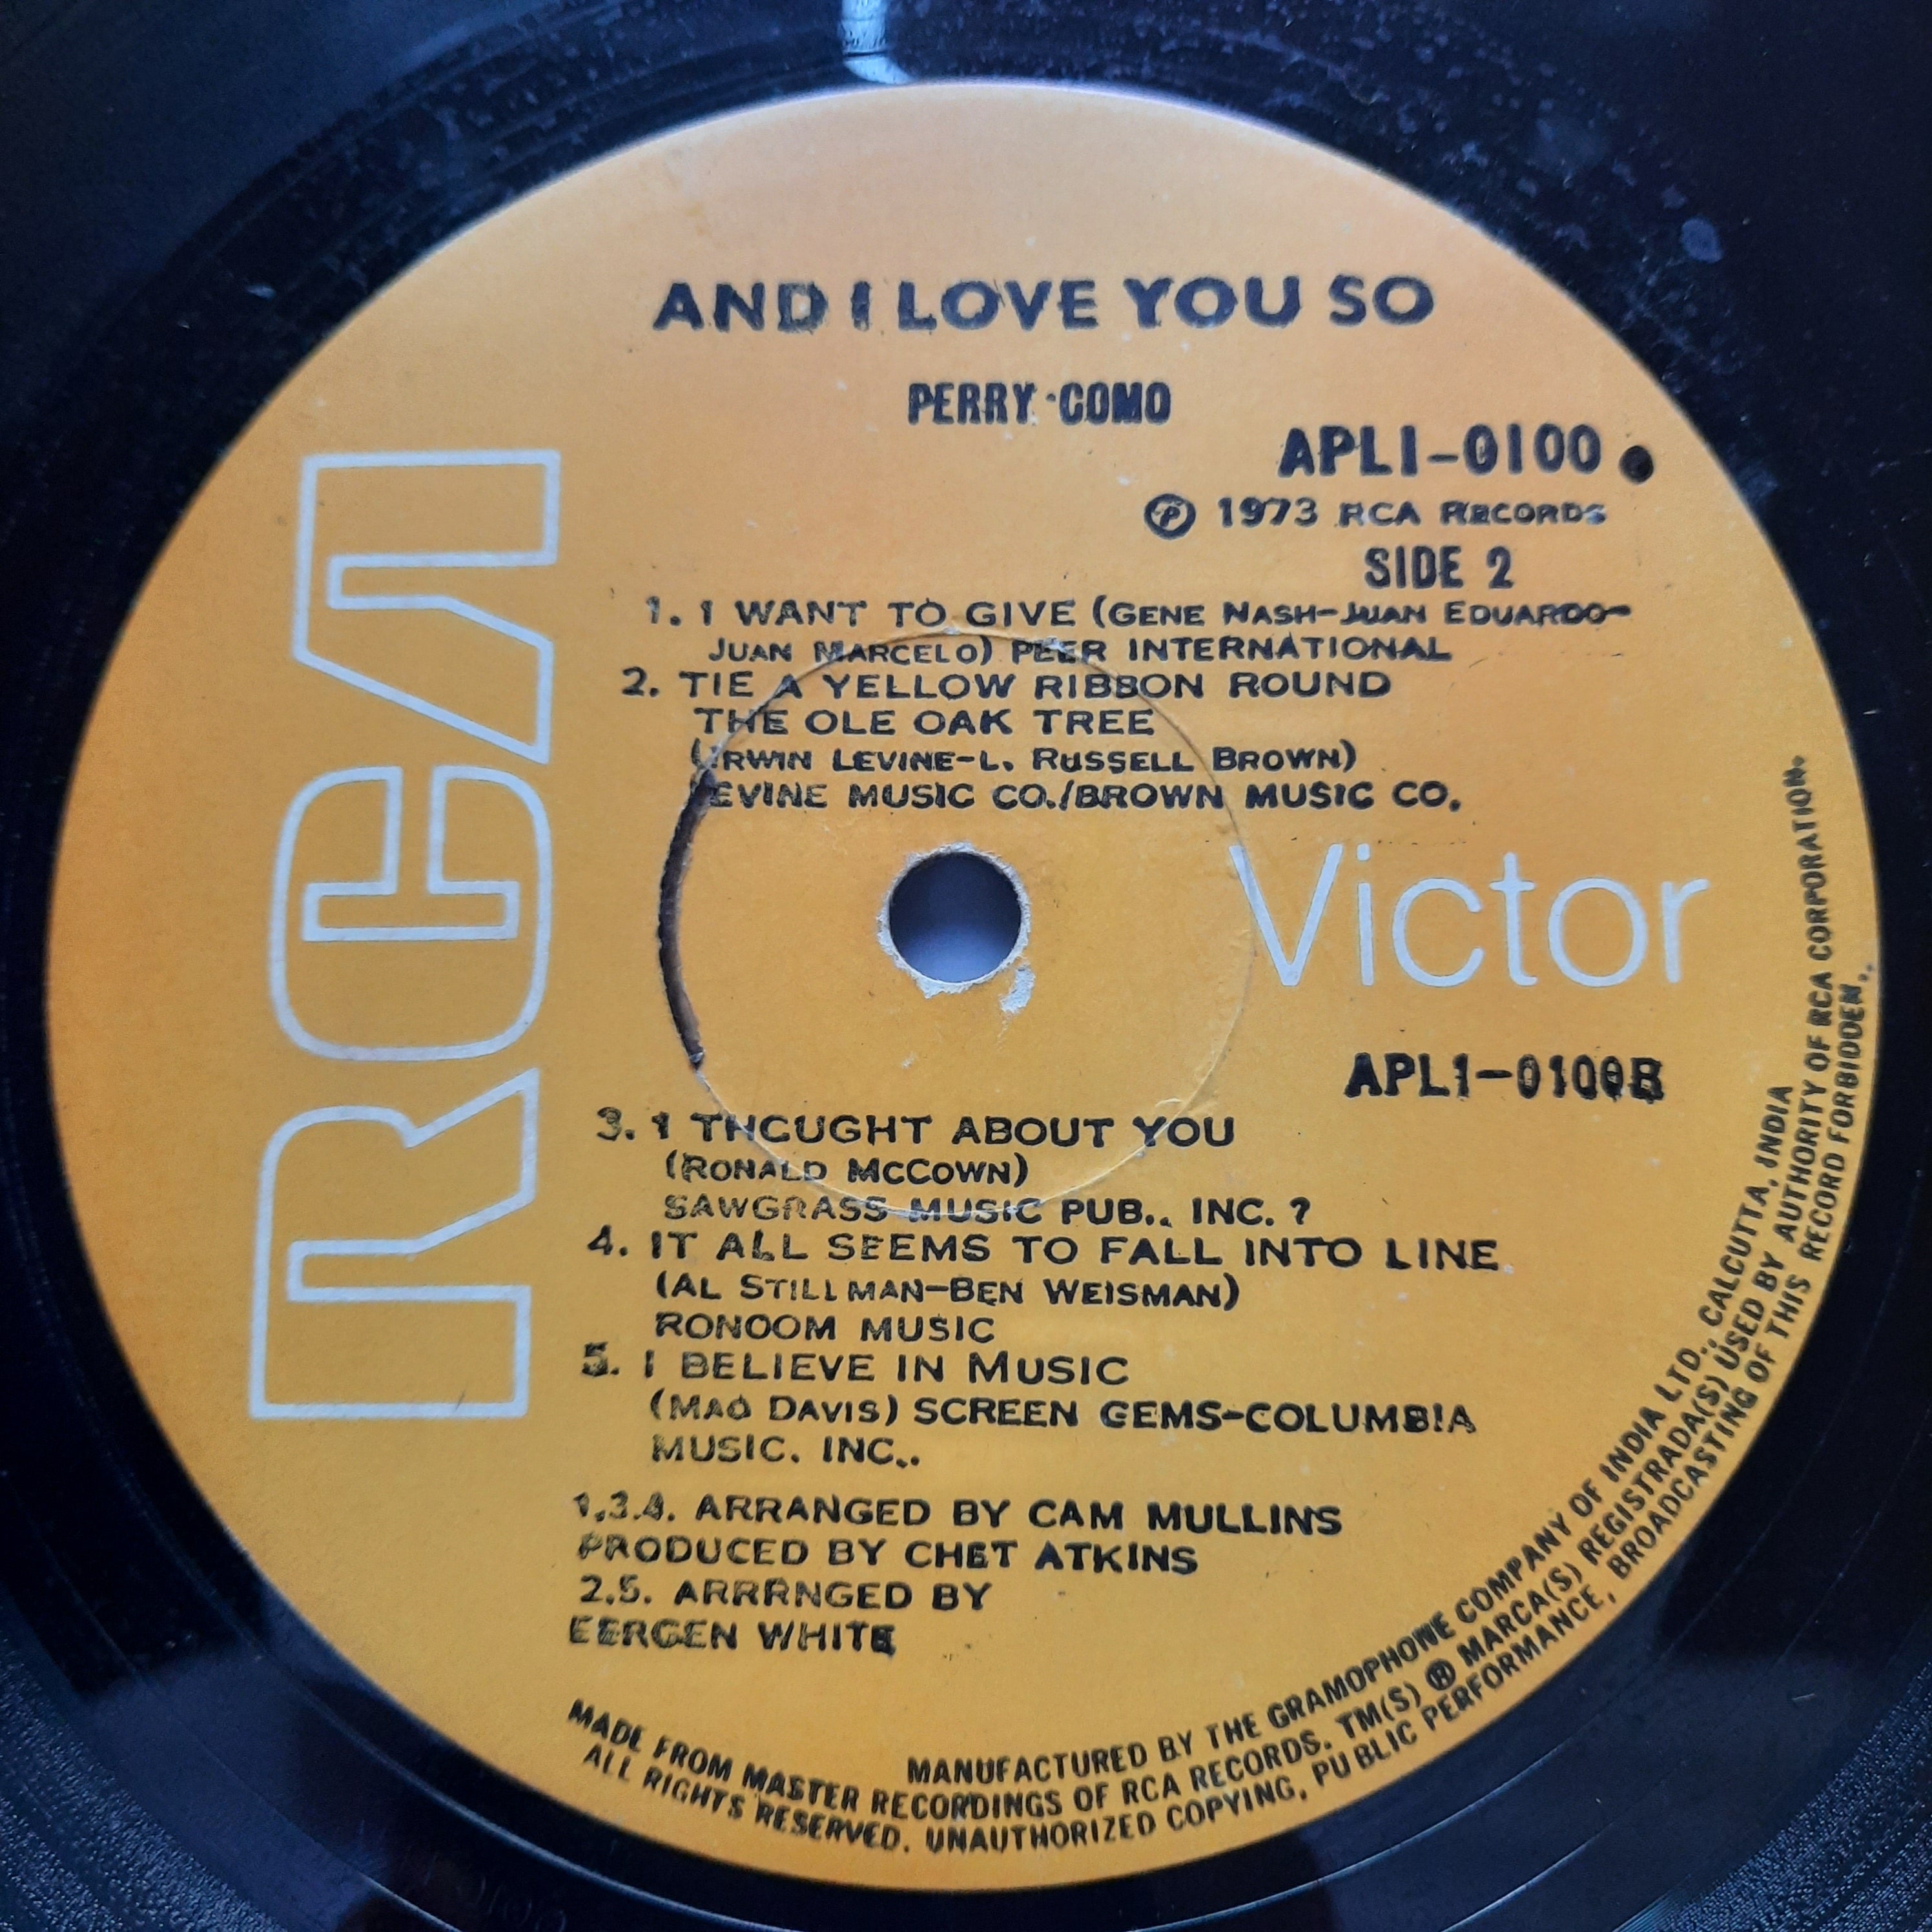 AND I LOVE YOU SO
PERRY COMO
APL1-0100
℗ 1973 RCA RECORDS
SIDE 2
1. I WANT TO GIVE (GENE NASH-JUAN EDUARDO-
JUAN MARCELO) PEER INTERNATIONAL
2. TIE A YELLOW RIBBON ROUND
THE OLE OAK TREE
(IRWIN LEVINE-L. RUSSELL BROWN)
LEVINE MUSIC CO./BROWN MUSIC CO.
RCA
Victor
APL1-0100B
3. I THCUGHT ABOUT YOU
(RONALD MCCOWN)
SAWGRASS MUSIC PUB.. INC. ?
4. IT ALL SEEMS TO FALL INTO LINE
(AL STILLMAN-BEN WEISMAN)
RONOOM MUSIC
5. I BELIEVE IN MUSIC
(MAO DAVIS) SCREEN GEMS-COLUMBIA
MUSIC. INC..
1.3.4. ARRANGED BY CAM MULLINS
PRODUCED BY CHET ATKINS
2.5. ARRRNGED BY
EERGEN WHITE
MANUFACTURED BY THE GRAMOPHONE COMPANY OF INDIA LTD., CALCUTTA, INDIA
MADE FROM MASTER RECORDINGS OF RCA RECORDS. TM(S) ® MARCA(S) REGISTRADA(S) USED BY AUTHORITY OF RCA CORPORATION.
ALL RIGHTS RESERVED. UNAUTHORIZED COPYING, PUBLIC PERFORMANCE, BROADCASTING OF THIS RECORD FORBIDDEN..